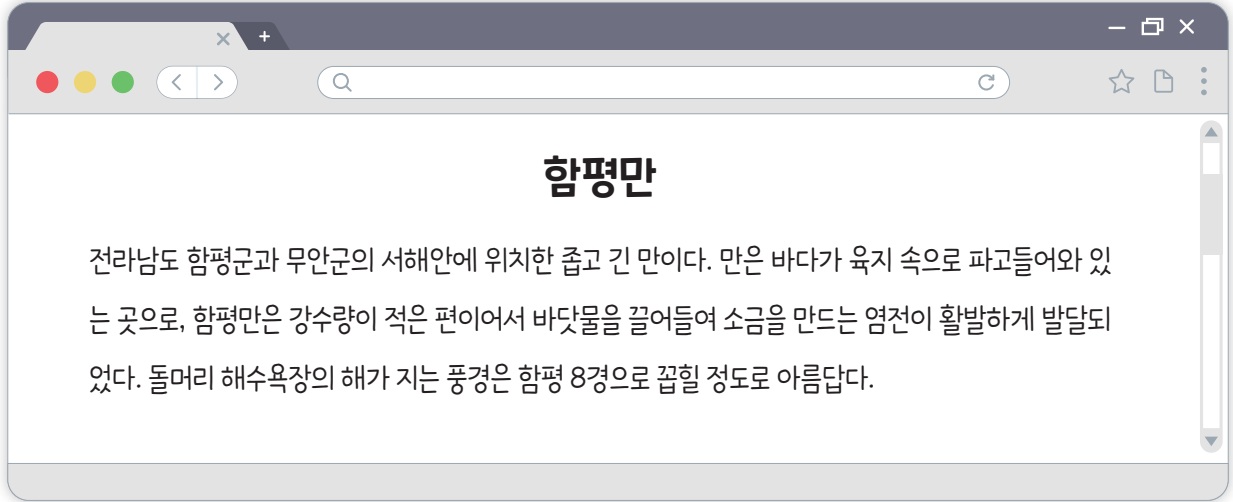 함평만
전라남도 함평군과 무안군의 서해안에 위치한 좁고 긴 만이다. 만은 바다가 육지 속으로 파고들어와 있
는 곳으로, 함평만은 강수량이 적은 편이어서 바닷물을 끌어들여 소금을 만드는 염전이 활발하게 발달되
었다. 돌머리 해수욕장의 해가 지는 풍경은 함평 8경으로 꼽힐 정도로 아름답다.